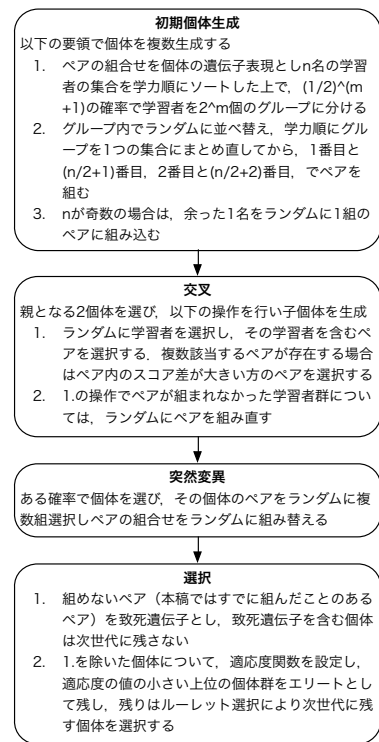 初期個体生成
以下の要領で個体を複数生成する
1. ペアの組合せを個体の遺伝子表現としn名の学習
者の集合を学力順にソートした上で，(1/2)^(m
+1)の確率で学習者を2^m個のグループに分ける
2. グループ内でランダムに並べ替え，学力順にグル
ープを1つの集合にまとめ直してから，1番目と
(n/2+1)番目，2番目と(n/2+2)番目，でペアを
組む
3. nが奇数の場合は，余った1名をランダムに1組の
ペアに組み込む
交叉
親となる2個体を選び，以下の操作を行い子個体を生成
1. ランダムに学習者を選択し，その学習者を含むペ
アを選択する．複数該当するペアが存在する場合
はペア内のスコア差が大きい方のペアを選択する
2. 1.の操作でペアが組まれなかった学習者群につい
ては，ランダムにペアを組み直す
突然変異
ある確率で個体を選び，その個体のペアをランダムに複
数組選択しペアの組合せをランダムに組み替える
選択
1. 組めないペア（本稿ではすでに組んだことのある
ペア）を致死遺伝子とし，致死遺伝子を含む個体
は次世代に残さない
2. 1.を除いた個体について，適応度関数を設定し，
適応度の値の小さい上位の個体群をエリートとし
て残し，残りはルーレット選択により次世代に残
す個体を選択する